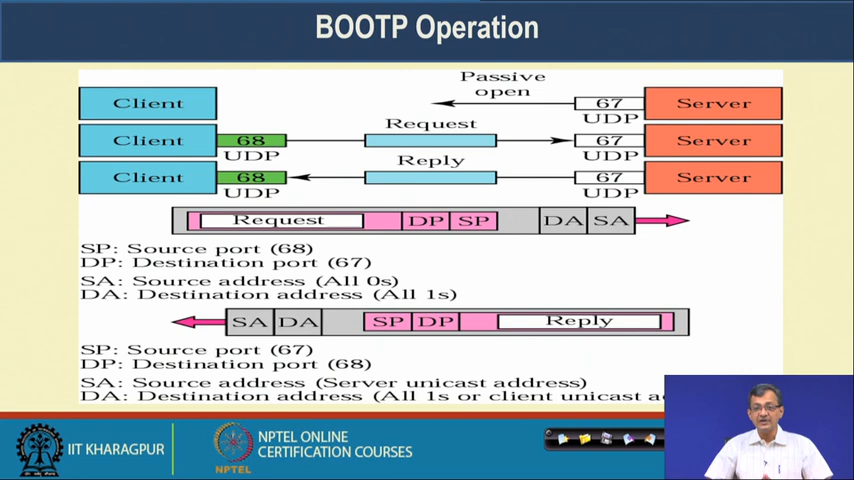 BOOTP Operation
Passive
open
Client
67
Server
UDP
Request
Client
68
67
Server
UDP
UDP
Reply
Client
68
67
Server
UDP
UDP
Request
DP
SP
DA
SA
SP: Source port (68)
DP: Destination port (67)
SA: Source address (All 0s)
DA: Destination address (All 1s)
SA
DA
SP
DP
Reply
SP: Source port (67)
DP: Destination port (68)
SA: Source address (Server unicast address)
DA: Destination address (All 1s or client unicast
IIT KHARAGPUR
NPTEL ONLINE
CERTIFICATION COURSES
NPTEL